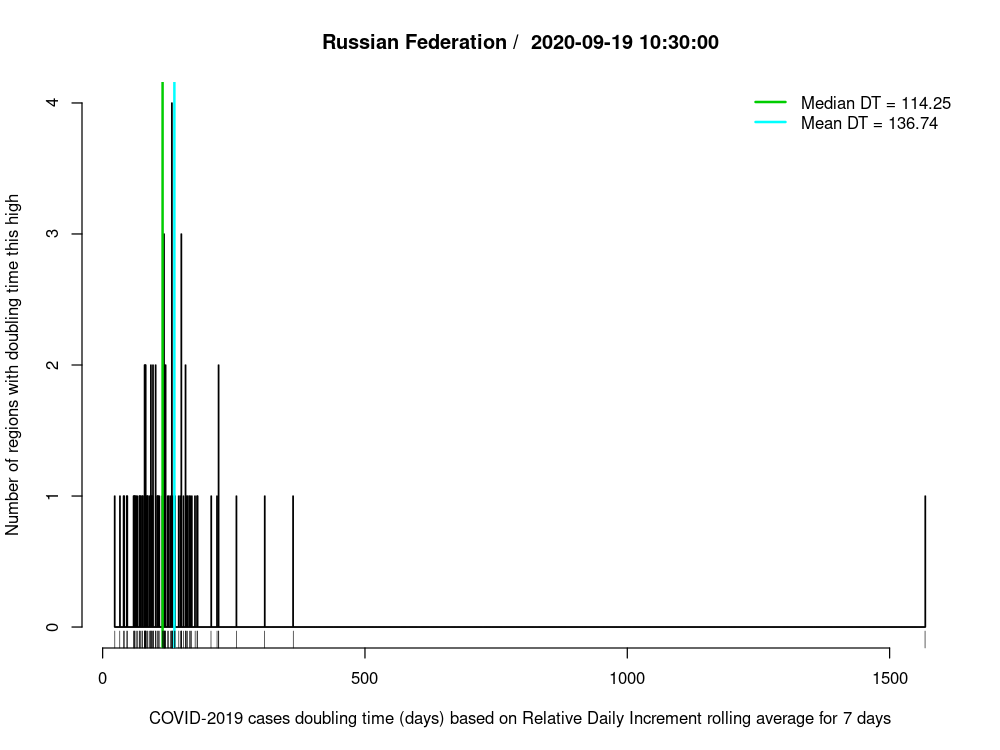 Russian Federation /  2020-09-19 10:30:00
Median DT = 114.25
Mean DT = 136.74
Number of regions with doubling time this high
4
3
2
1
0
0 500 1000 1500
COVID-2019 cases doubling time (days) based on Relative Daily Increment rolling average for 7 days